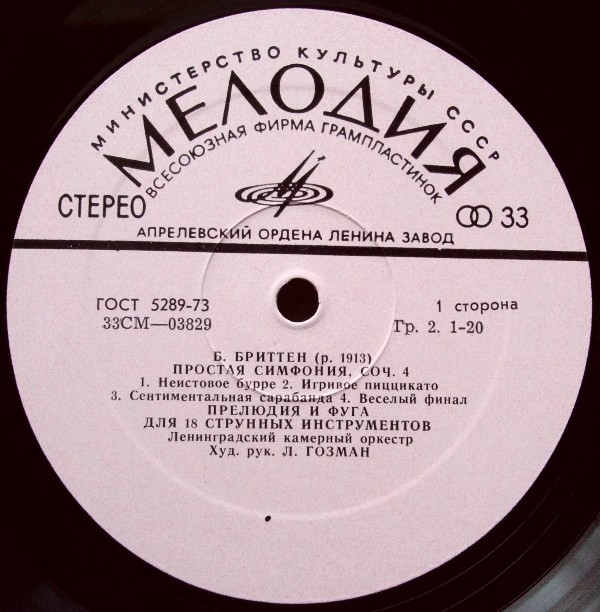 МИНИСТЕРСТВО КУЛЬТУРЫ СССР
МЕЛОДИЯ
ВСЕСОЮЗНАЯ ФИРМА ГРАМПЛАСТИНОК
СТЕРЕО
33
АПРЕЛЕВСКИЙ ОРДЕНА ЛЕНИНА ЗАВОД
ГОСТ 5289-73
1 сторона
33СМ—03829
Гр. 2. 1-20
Б. БРИТТЕН (р. 1913)
ПРОСТАЯ СИМФОНИЯ, СОЧ. 4
1. Неистовое бурре 2. Игривое пиццикато
3. Сентиментальная сарабанда 4. Веселый финал
ПРЕЛЮДИЯ И ФУГА
ДЛЯ 18 СТРУННЫХ ИНСТРУМЕНТОВ
Ленинградский камерный оркестр
Худ. рук. Л. ГОЗМАН